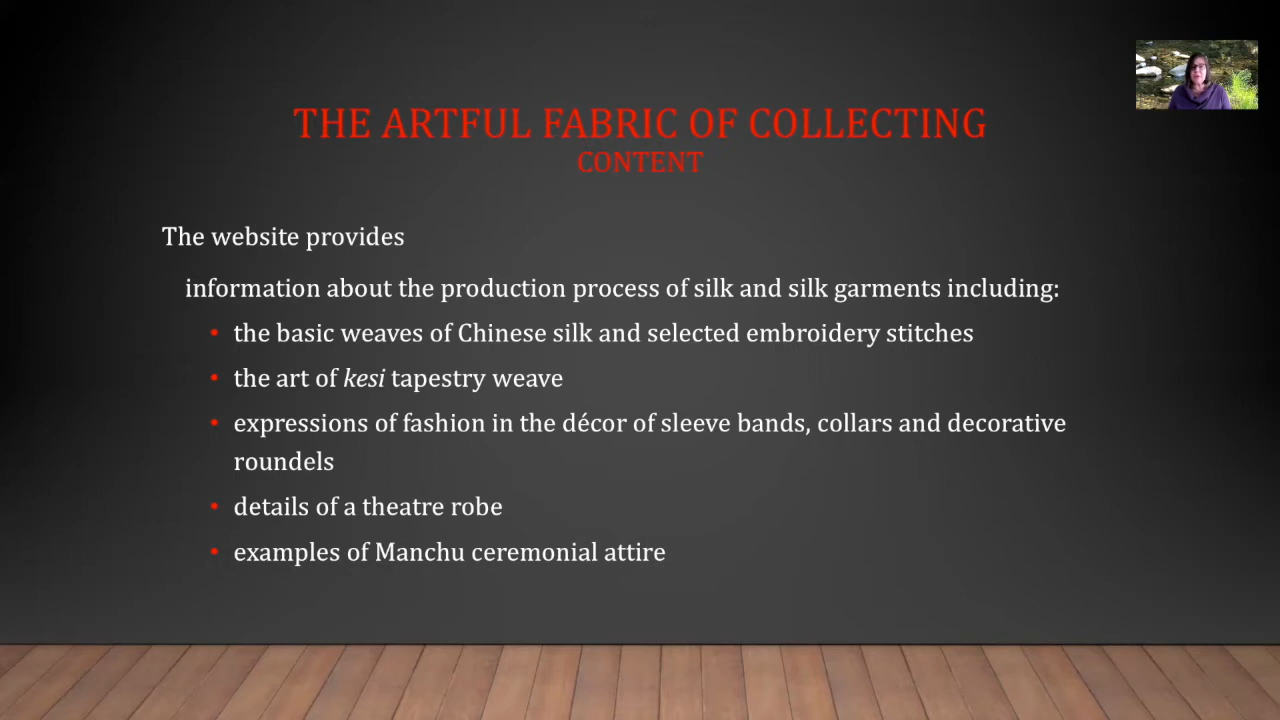 THE ARTFUL FABRIC OF COLLECTING
CONTENT
The website provides
information about the production process of silk and silk garments including:
• the basic weaves of Chinese silk and selected embroidery stitches
• the art of kesi tapestry weave
• expressions of fashion in the décor of sleeve bands, collars and decorative
roundels
• details of a theatre robe
• examples of Manchu ceremonial attire